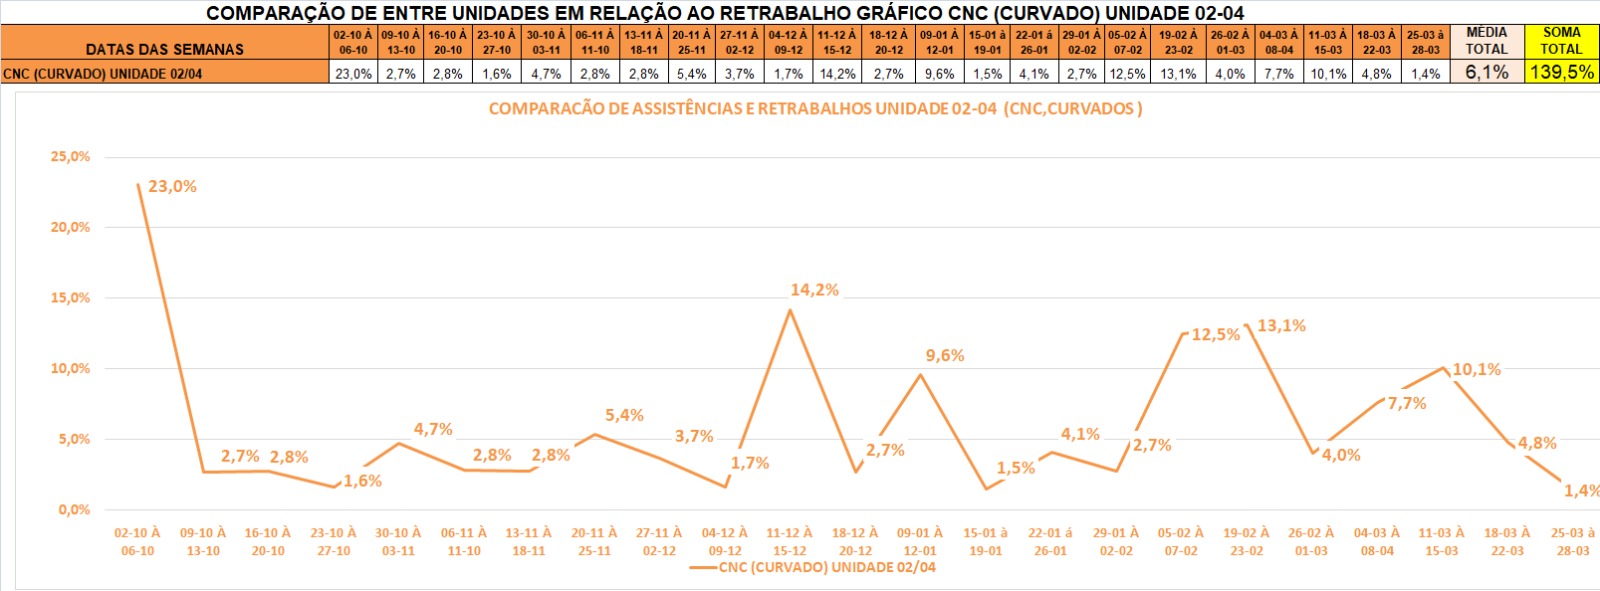 COMPARAÇÃO DE ENTRE UNIDADES EM RELAÇÃO AO RETRABALHO GRÁFICO CNC (CURVADO) UNIDADE 02-04
DATAS DAS SEMANAS 02-10 À 06-10 09-10 À 13-10 16-10 À 20-10 23-10 À 27-10 30-10 À 03-11 06-11 À 11-10 13-11 À 18-11 20-11 À 25-11 27-11 À 02-12 04-12 À 09-12 11-12 À 15-12 18-12 À 20-12 09-01 À 12-01 15-01 à 19-01 22-01 á 26-01 29-01 À 02-02 05-02 À 07-02 19-02 À 23-02 26-02 À 01-03 04-03 À 08-04 11-03 À 15-03 18-03 À 22-03 25-03 à 28-03 MÉDIA TOTAL SOMA TOTAL
CNC (CURVADO) UNIDADE 02/04 23,0% 2,7% 2,8% 1,6% 4,7% 2,8% 2,8% 5,4% 3,7% 1,7% 14,2% 2,7% 9,6% 1,5% 4,1% 2,7% 12,5% 13,1% 4,0% 7,7% 10,1% 4,8% 1,4% 6,1% 139,5%
COMPARACÃO DE ASSISTÊNCIAS E RETRABALHOS UNIDADE 02-04 (CNC,CURVADOS )
25,0%
23,0%
20,0%
15,0%
14,2%
13,1%
12,5%
10,0%
10,1%
9,6%
7,7%
5,0%
4,7%
5,4%
3,7%
4,1%
4,8%
2,7% 2,8% 1,6% 2,8% 2,8% 1,7% 2,7% 1,5% 2,7% 4,0% 1,4%
0,0%
02-10 À 09-10 À 16-10 À 23-10 À 30-10 À 06-11 À 13-11 À 20-11 À 27-11 À 04-12 À 11-12 À 18-12 À 09-01 À 15-01 à 22-01 á 29-01 À 05-02 À 19-02 À 26-02 À 04-03 À 11-03 À 18-03 À 25-03 à
06-10 13-10 20-10 27-10 03-11 11-10 18-11 25-11 02-12 09-12 15-12 20-12 12-01 19-01 26-01 02-02 07-02 23-02 01-03 08-04 15-03 22-03 28-03
CNC (CURVADO) UNIDADE 02/04